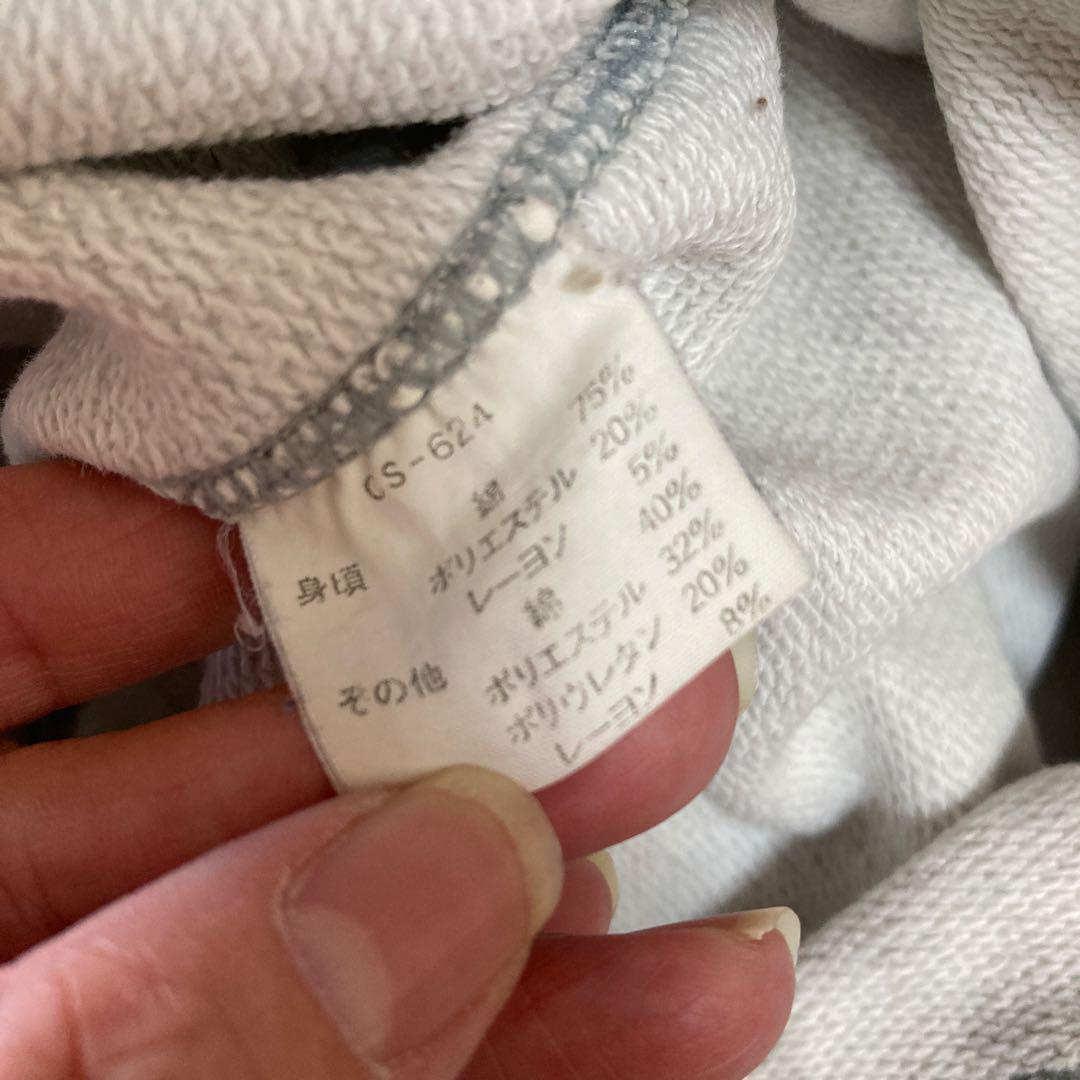 CS-624
身頃 綿 75%
ポリエステル 20%
レーヨン 5%
その他 綿 40%
ポリエステル 32%
ポリウレタン 20%
レーヨン 8%